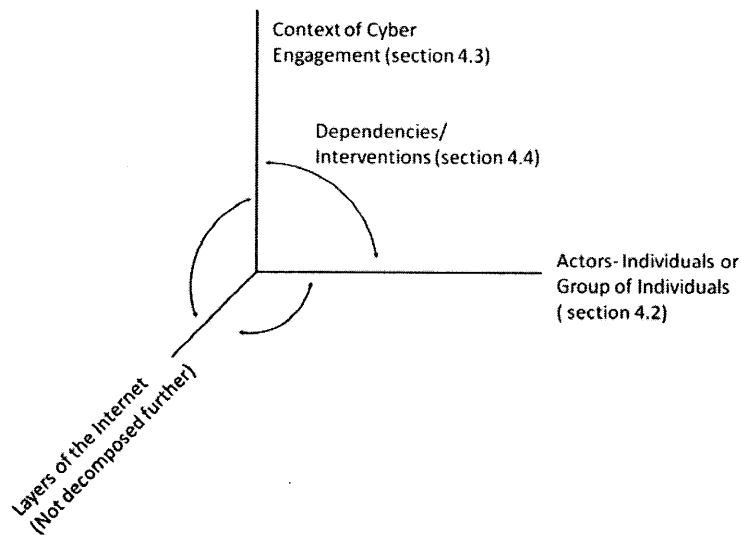 Context of Cyber
Engagement (section 4.3)
Dependencies/
Interventions (section 4.4)
Actors- Individuals or
Group of Individuals
( section 4.2)
Layers of the Internet
(Not decomposed further)